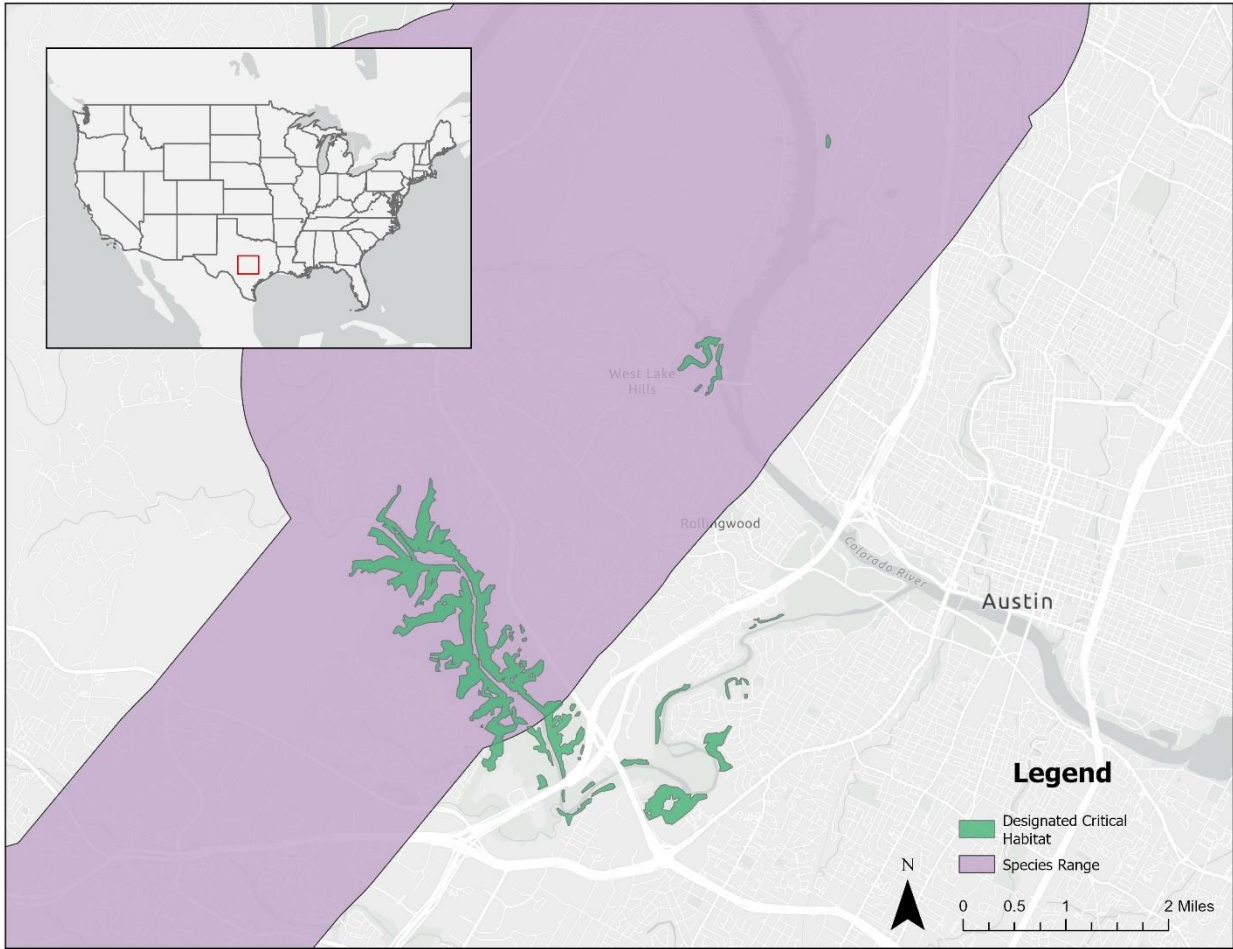 River
West Lake
Hills
Rollingwood
Colorado River
Austin
Legend
Designated Critical
Habitat
Species Range
N
0 0.5 1 2 Miles